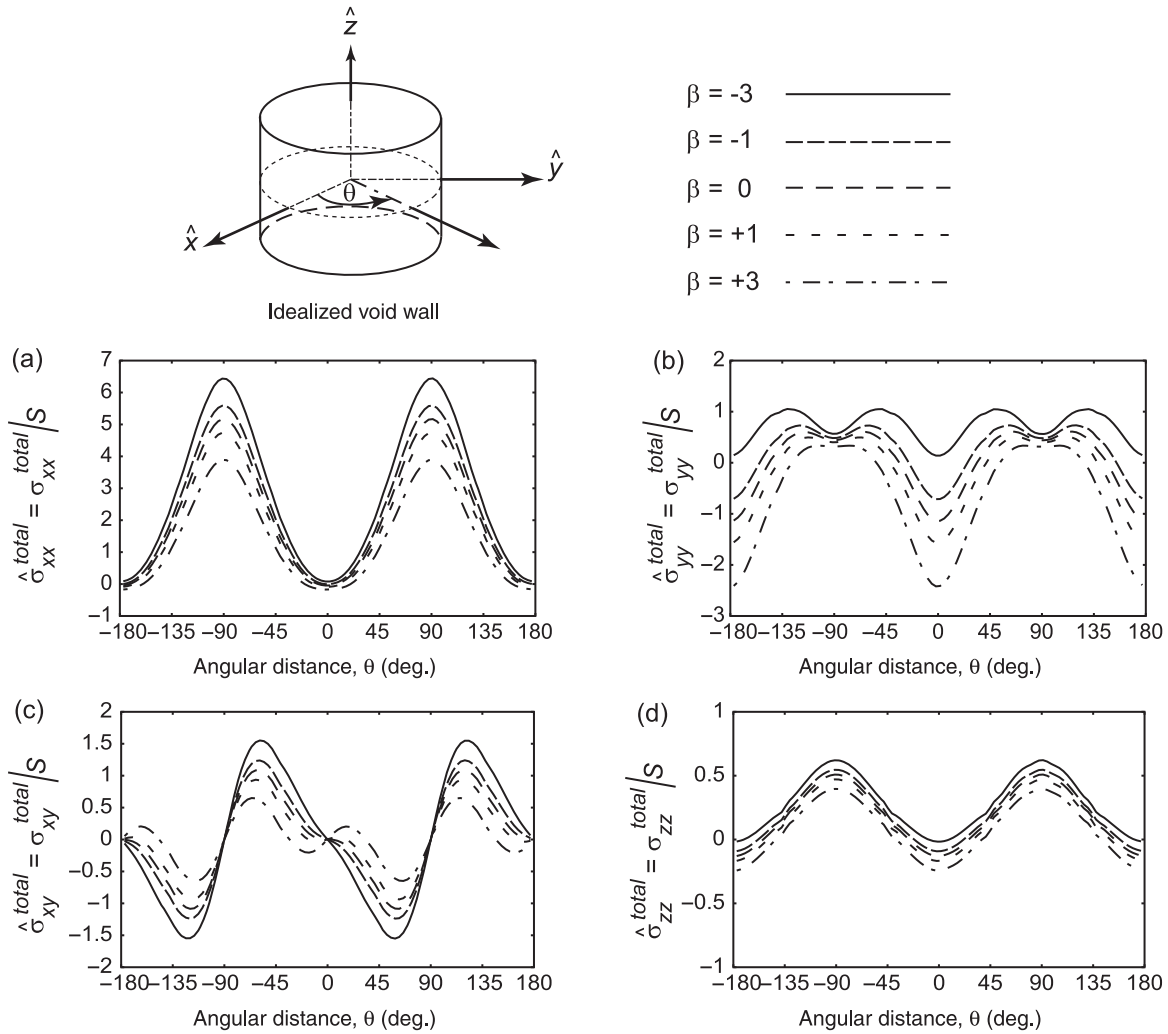 ẑ
ŷ
θ
x̂
Idealized void wall
β = -3
β = -1
β = 0
β = +1
β = +3
(a)
σ̂xx^total = σxx^total/S
7
6
5
4
3
2
1
0
−1
−180 −135 −90 −45 0 45 90 135 180
Angular distance, θ (deg.)
(b)
σ̂yy^total = σyy^total/S
2
1
0
−1
−2
−3
−180 −135 −90 −45 0 45 90 135 180
Angular distance, θ (deg.)
(c)
σ̂xy^total = σxy^total/S
2
1.5
1
0.5
0
−0.5
−1
−1.5
−2
−180 −135 −90 −45 0 45 90 135 180
Angular distance, θ (deg.)
(d)
σ̂zz^total = σzz^total/S
1
0.5
0
−0.5
−1
−180 −135 −90 −45 0 45 90 135 180
Angular distance, θ (deg.)